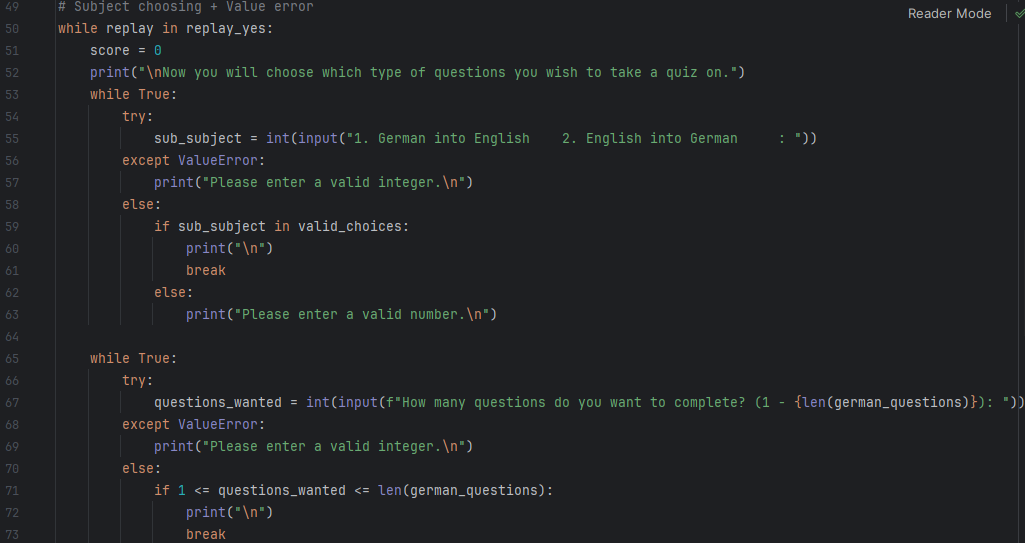 Reader Mode
49 # Subject choosing + Value error
50 while replay in replay_yes:
51     score = 0
52     print("\nNow you will choose which type of questions you wish to take a quiz on.")
53     while True:
54         try:
55             sub_subject = int(input("1. German into English    2. English into German     : "))
56         except ValueError:
57             print("Please enter a valid integer.\n")
58         else:
59             if sub_subject in valid_choices:
60                 print("\n")
61                 break
62             else:
63                 print("Please enter a valid number.\n")
64
65     while True:
66         try:
67             questions_wanted = int(input(f"How many questions do you want to complete? (1 - {len(german_questions)}): "))
68         except ValueError:
69             print("Please enter a valid integer.\n")
70         else:
71             if 1 <= questions_wanted <= len(german_questions):
72                 print("\n")
73                 break